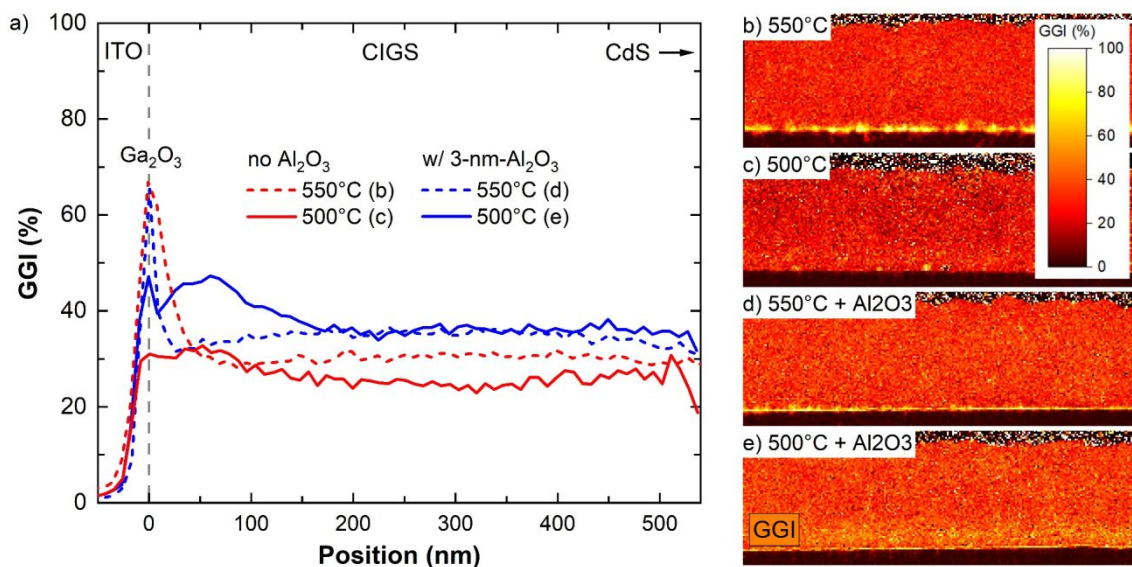 a)
100
80
60
40
20
0
GGI (%)
ITO
CIGS
CdS →
Ga₂O₃
no Al₂O₃
w/ 3-nm-Al₂O₃
550°C (b)
550°C (d)
500°C (c)
500°C (e)
0
100
200
300
400
500
Position (nm)
b) 550°C
GGI (%)
100
80
60
40
20
0
c) 500°C
d) 550°C + Al2O3
e) 500°C + Al2O3
GGI